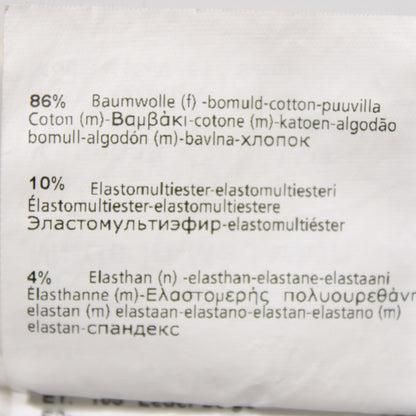 86% Baumwolle (f) -bomuld-cotton-puuvilla
Coton (m)-Βαμβάκι-cotone (m)-katoen-algodão
bomull-algodón (m)-bavlna-хлопок
10% Elastomultiester-elastomultiesteri
Élastomultiester-elastomultiestere
Эластомультиэфир-elastomultiéster
4% Elasthan (n) -elasthan-elastane-elastaani
Élasthanne (m)-Ελαστομερής πολυουρεθάνη
elastan (m) elastaan-elastano-elastan-elastano (m)
elastan-спандекс